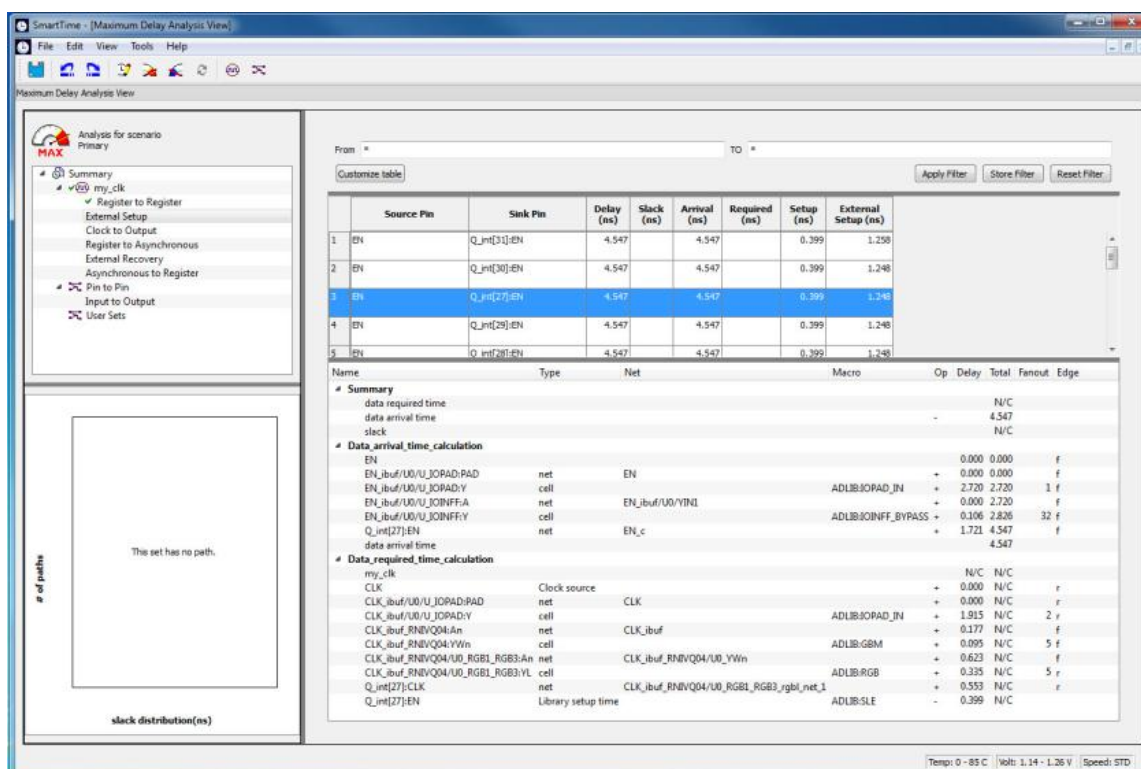 SmartTime - [Maximum Delay Analysis View]
File Edit View Tools Help
Maximum Delay Analysis View
MAX
Analysis for scenario
Primary
Summary
my_clk
Register to Register
External Setup
Clock to Output
Register to Asynchronous
External Recovery
Asynchronous to Register
Pin to Pin
Input to Output
User Sets
From * TO *
Customize table Apply Filter Store Filter Reset Filter
Source Pin Sink Pin Delay (ns) Slack (ns) Arrival (ns) Required (ns) Setup (ns) External Setup (ns)
1 EN Q_int[31]:EN 4.547 4.547 0.399 1.258
2 EN Q_int[30]:EN 4.547 4.547 0.399 1.248
3 EN Q_int[27]:EN 4.547 4.547 0.399 1.248
4 EN Q_int[29]:EN 4.547 4.547 0.399 1.248
5 EN Q_int[28]:EN 4.547 4.547 0.399 1.248
Name Type Net Macro Op Delay Total Fanout Edge
Summary
data required time N/C
data arrival time - 4.547
slack N/C
Data_arrival_time_calculation
EN 0.000 0.000 f
EN_ibuf/U0/U_IOPAD:PAD net EN + 0.000 0.000 f
EN_ibuf/U0/U_IOPAD:Y cell ADLIB:IOPAD_IN + 2.720 2.720 1 f
EN_ibuf/U0/U_IOINFF:A net EN_ibuf/U0/YIN1 + 0.000 2.720 f
EN_ibuf/U0/U_IOINFF:Y cell ADLIB:IOINFF_BYPASS + 0.106 2.826 32 f
Q_int[27]:EN net EN_c + 1.721 4.547 f
data arrival time 4.547
Data_required_time_calculation
my_clk N/C N/C
CLK Clock source + 0.000 N/C r
CLK_ibuf/U0/U_IOPAD:PAD net CLK + 0.000 N/C r
CLK_ibuf/U0/U_IOPAD:Y cell ADLIB:IOPAD_IN + 1.915 N/C 2 r
CLK_ibuf_RNIVQ04:An net CLK_ibuf + 0.177 N/C f
CLK_ibuf_RNIVQ04:YWn cell ADLIB:GBM + 0.095 N/C 5 f
CLK_ibuf_RNIVQ04/U0_RGB1_RGB3:An net CLK_ibuf_RNIVQ04/U0_YWn + 0.623 N/C f
CLK_ibuf_RNIVQ04/U0_RGB1_RGB3:YL cell ADLIB:RGB + 0.335 N/C 5 r
Q_int[27]:CLK net CLK_ibuf_RNIVQ04/U0_RGB1_RGB3_rgbl_net_1 + 0.553 N/C r
Q_int[27]:EN Library setup time ADLIB:SLE - 0.399 N/C
# of paths
This set has no path.
slack distribution(ns)
Temp: 0 - 85 C Volt: 1.14 - 1.26 V Speed: STD